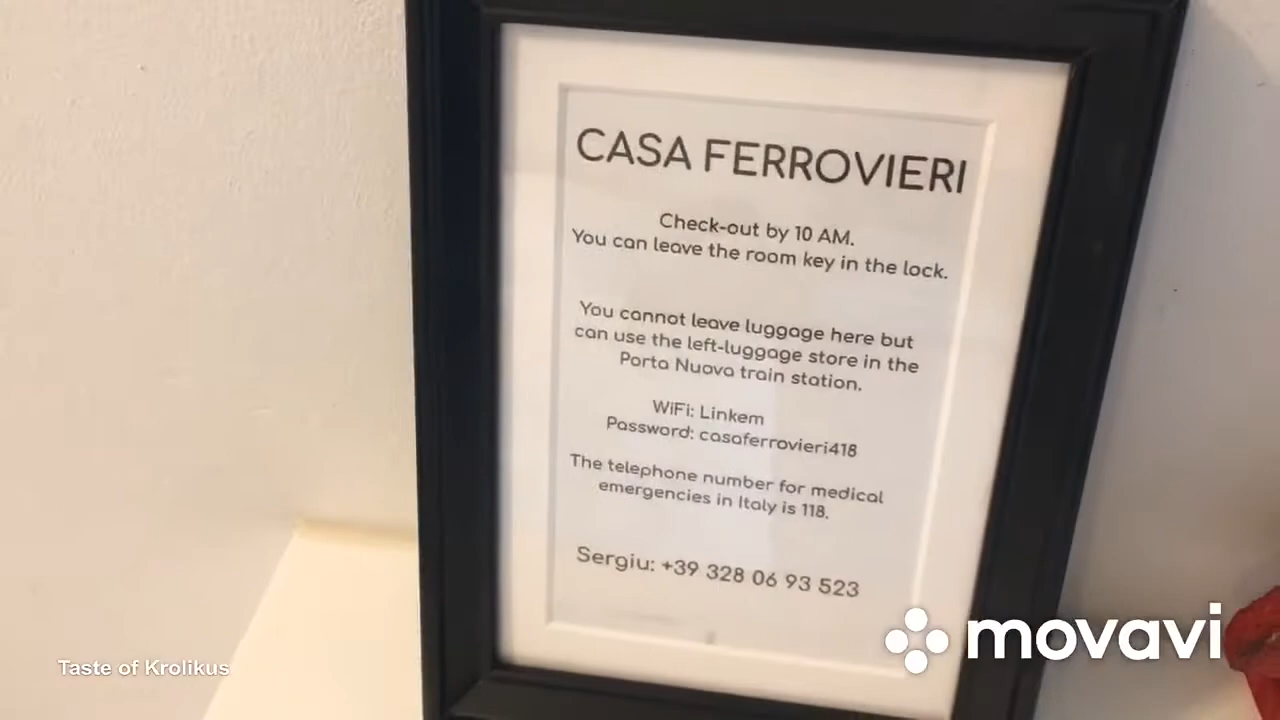 CASA FERROVIERI
Check-out by 10 AM.
You can leave the room key in the lock.
You cannot leave luggage here but
can use the left-luggage store in the
Porta Nuova train station.
WiFi: Linkem
Password: casaferrovieri418
The telephone number for medical
emergencies in Italy is 118.
Sergiu: +39 328 06 93 523
movavi
Taste of Krolikus